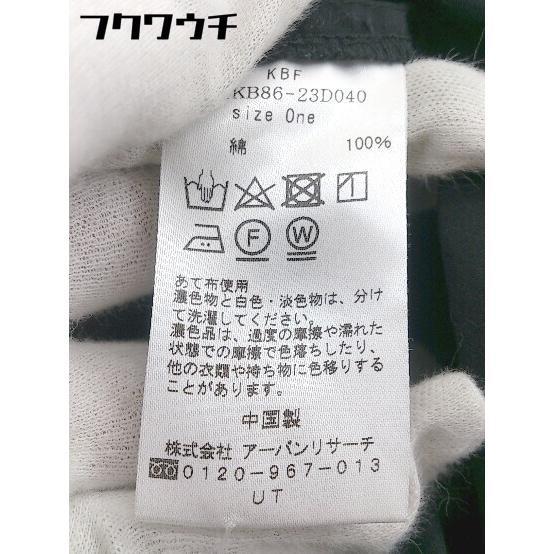 フクワウチ
KBF
KB86-23D040
size One
綿 100%
F W
あて布使用
濃色物と白色・淡色物は、分け
て洗濯してください。
濃色品は、過度の摩擦や濡れた
状態での摩擦で色落ちしたり、
他の衣類や持ち物に色移りする
ことがあります。
中国製
株式会社 アーバンリサーチ
0120-967-013
UT